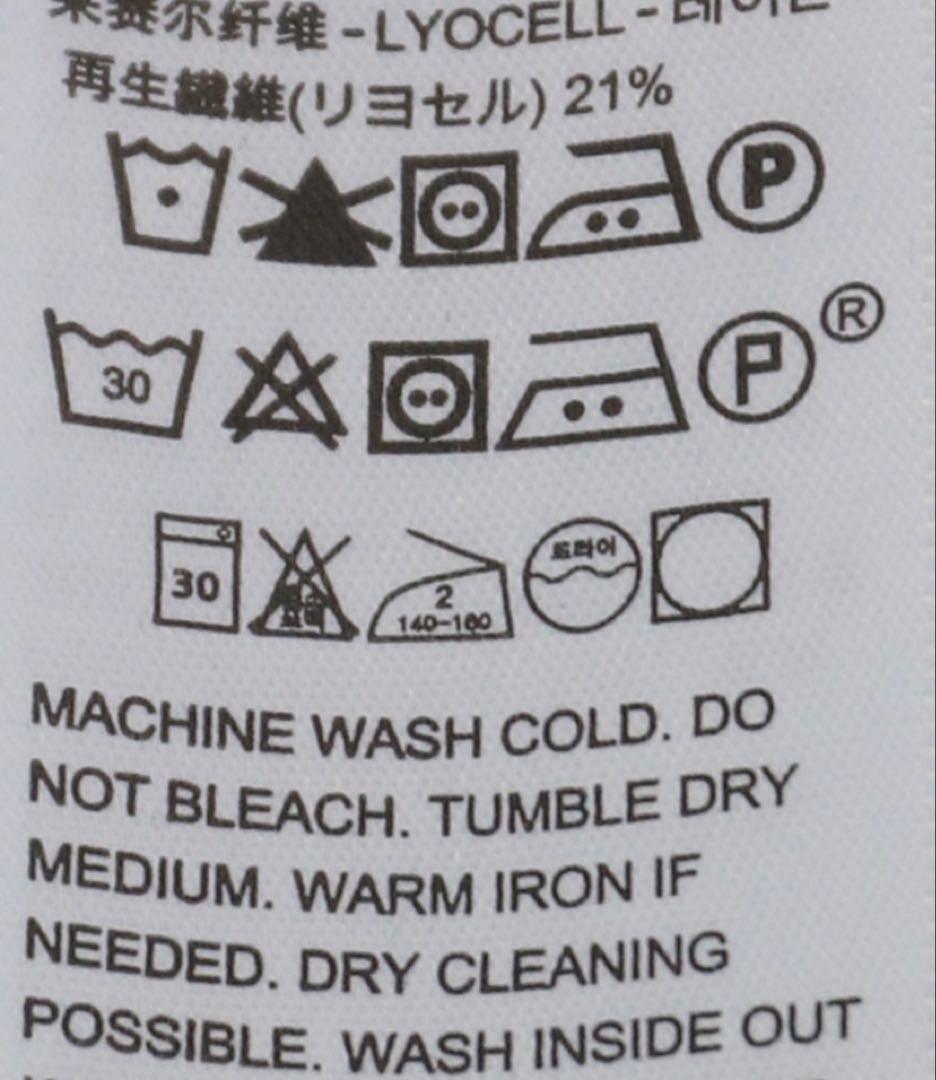 莱赛尔纤维 - LYOCELL -
再生繊維(リヨセル) 21%
P
30 P ®
30 2 140-160 드라이
MACHINE WASH COLD. DO
NOT BLEACH. TUMBLE DRY
MEDIUM. WARM IRON IF
NEEDED. DRY CLEANING
POSSIBLE. WASH INSIDE OUT